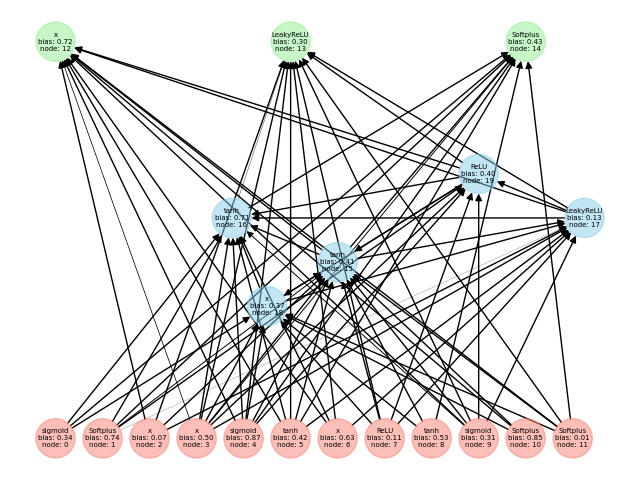 x
bias: 0.72
node: 12
LeakyReLU
bias: 0.30
node: 13
Softplus
bias: 0.43
node: 14
ReLU
bias: 0.40
node: 19
tanh
bias: 0.71
node: 16
LeakyReLU
bias: 0.13
node: 17
tanh
bias: 0.41
node: 15
x
bias: 0.37
node: 18
sigmoid
bias: 0.34
node: 0
Softplus
bias: 0.74
node: 1
x
bias: 0.07
node: 2
x
bias: 0.50
node: 3
sigmoid
bias: 0.87
node: 4
tanh
bias: 0.42
node: 5
x
bias: 0.63
node: 6
ReLU
bias: 0.11
node: 7
tanh
bias: 0.53
node: 8
sigmoid
bias: 0.31
node: 9
Softplus
bias: 0.85
node: 10
Softplus
bias: 0.01
node: 11